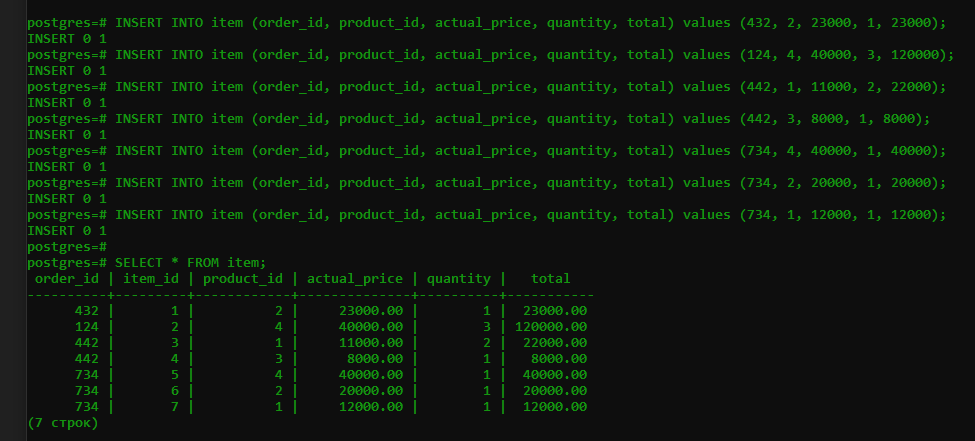 postgres=# INSERT INTO item (order_id, product_id, actual_price, quantity, total) values (432, 2, 23000, 1, 23000);
INSERT 0 1
postgres=# INSERT INTO item (order_id, product_id, actual_price, quantity, total) values (124, 4, 40000, 3, 120000);
INSERT 0 1
postgres=# INSERT INTO item (order_id, product_id, actual_price, quantity, total) values (442, 1, 11000, 2, 22000);
INSERT 0 1
postgres=# INSERT INTO item (order_id, product_id, actual_price, quantity, total) values (442, 3, 8000, 1, 8000);
INSERT 0 1
postgres=# INSERT INTO item (order_id, product_id, actual_price, quantity, total) values (734, 4, 40000, 1, 40000);
INSERT 0 1
postgres=# INSERT INTO item (order_id, product_id, actual_price, quantity, total) values (734, 2, 20000, 1, 20000);
INSERT 0 1
postgres=# INSERT INTO item (order_id, product_id, actual_price, quantity, total) values (734, 1, 12000, 1, 12000);
INSERT 0 1
postgres=#
postgres=# SELECT * FROM item;
 order_id | item_id | product_id | actual_price | quantity |   total
----------+---------+------------+--------------+----------+-----------
      432 |       1 |          2 |     23000.00 |        1 |  23000.00
      124 |       2 |          4 |     40000.00 |        3 | 120000.00
      442 |       3 |          1 |     11000.00 |        2 |  22000.00
      442 |       4 |          3 |      8000.00 |        1 |   8000.00
      734 |       5 |          4 |     40000.00 |        1 |  40000.00
      734 |       6 |          2 |     20000.00 |        1 |  20000.00
      734 |       7 |          1 |     12000.00 |        1 |  12000.00
(7 строк)